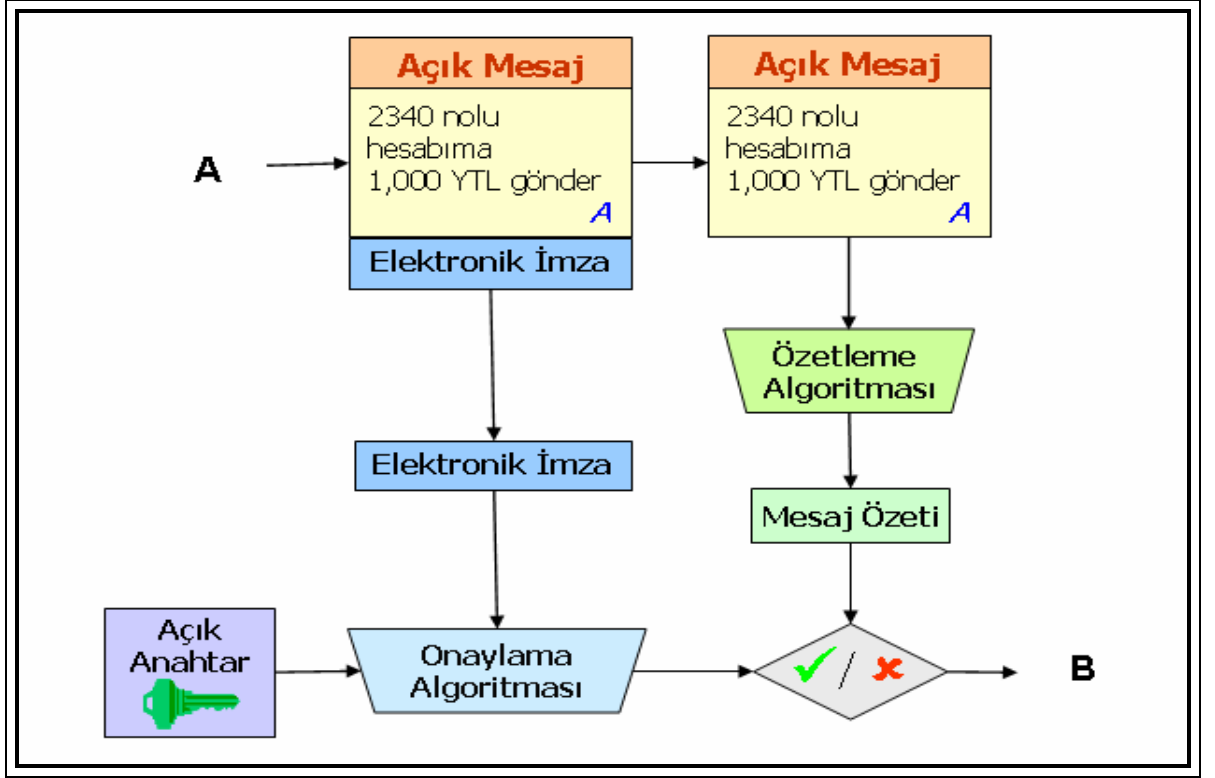 Açık Mesaj
2340 nolu
hesabıma
1,000 YTL gönder
A
Elektronik İmza
A
Açık Mesaj
2340 nolu
hesabıma
1,000 YTL gönder
A
Özetleme
Algoritması
Elektronik İmza
Mesaj Özeti
Açık
Anahtar
Onaylama
Algoritması
/
B